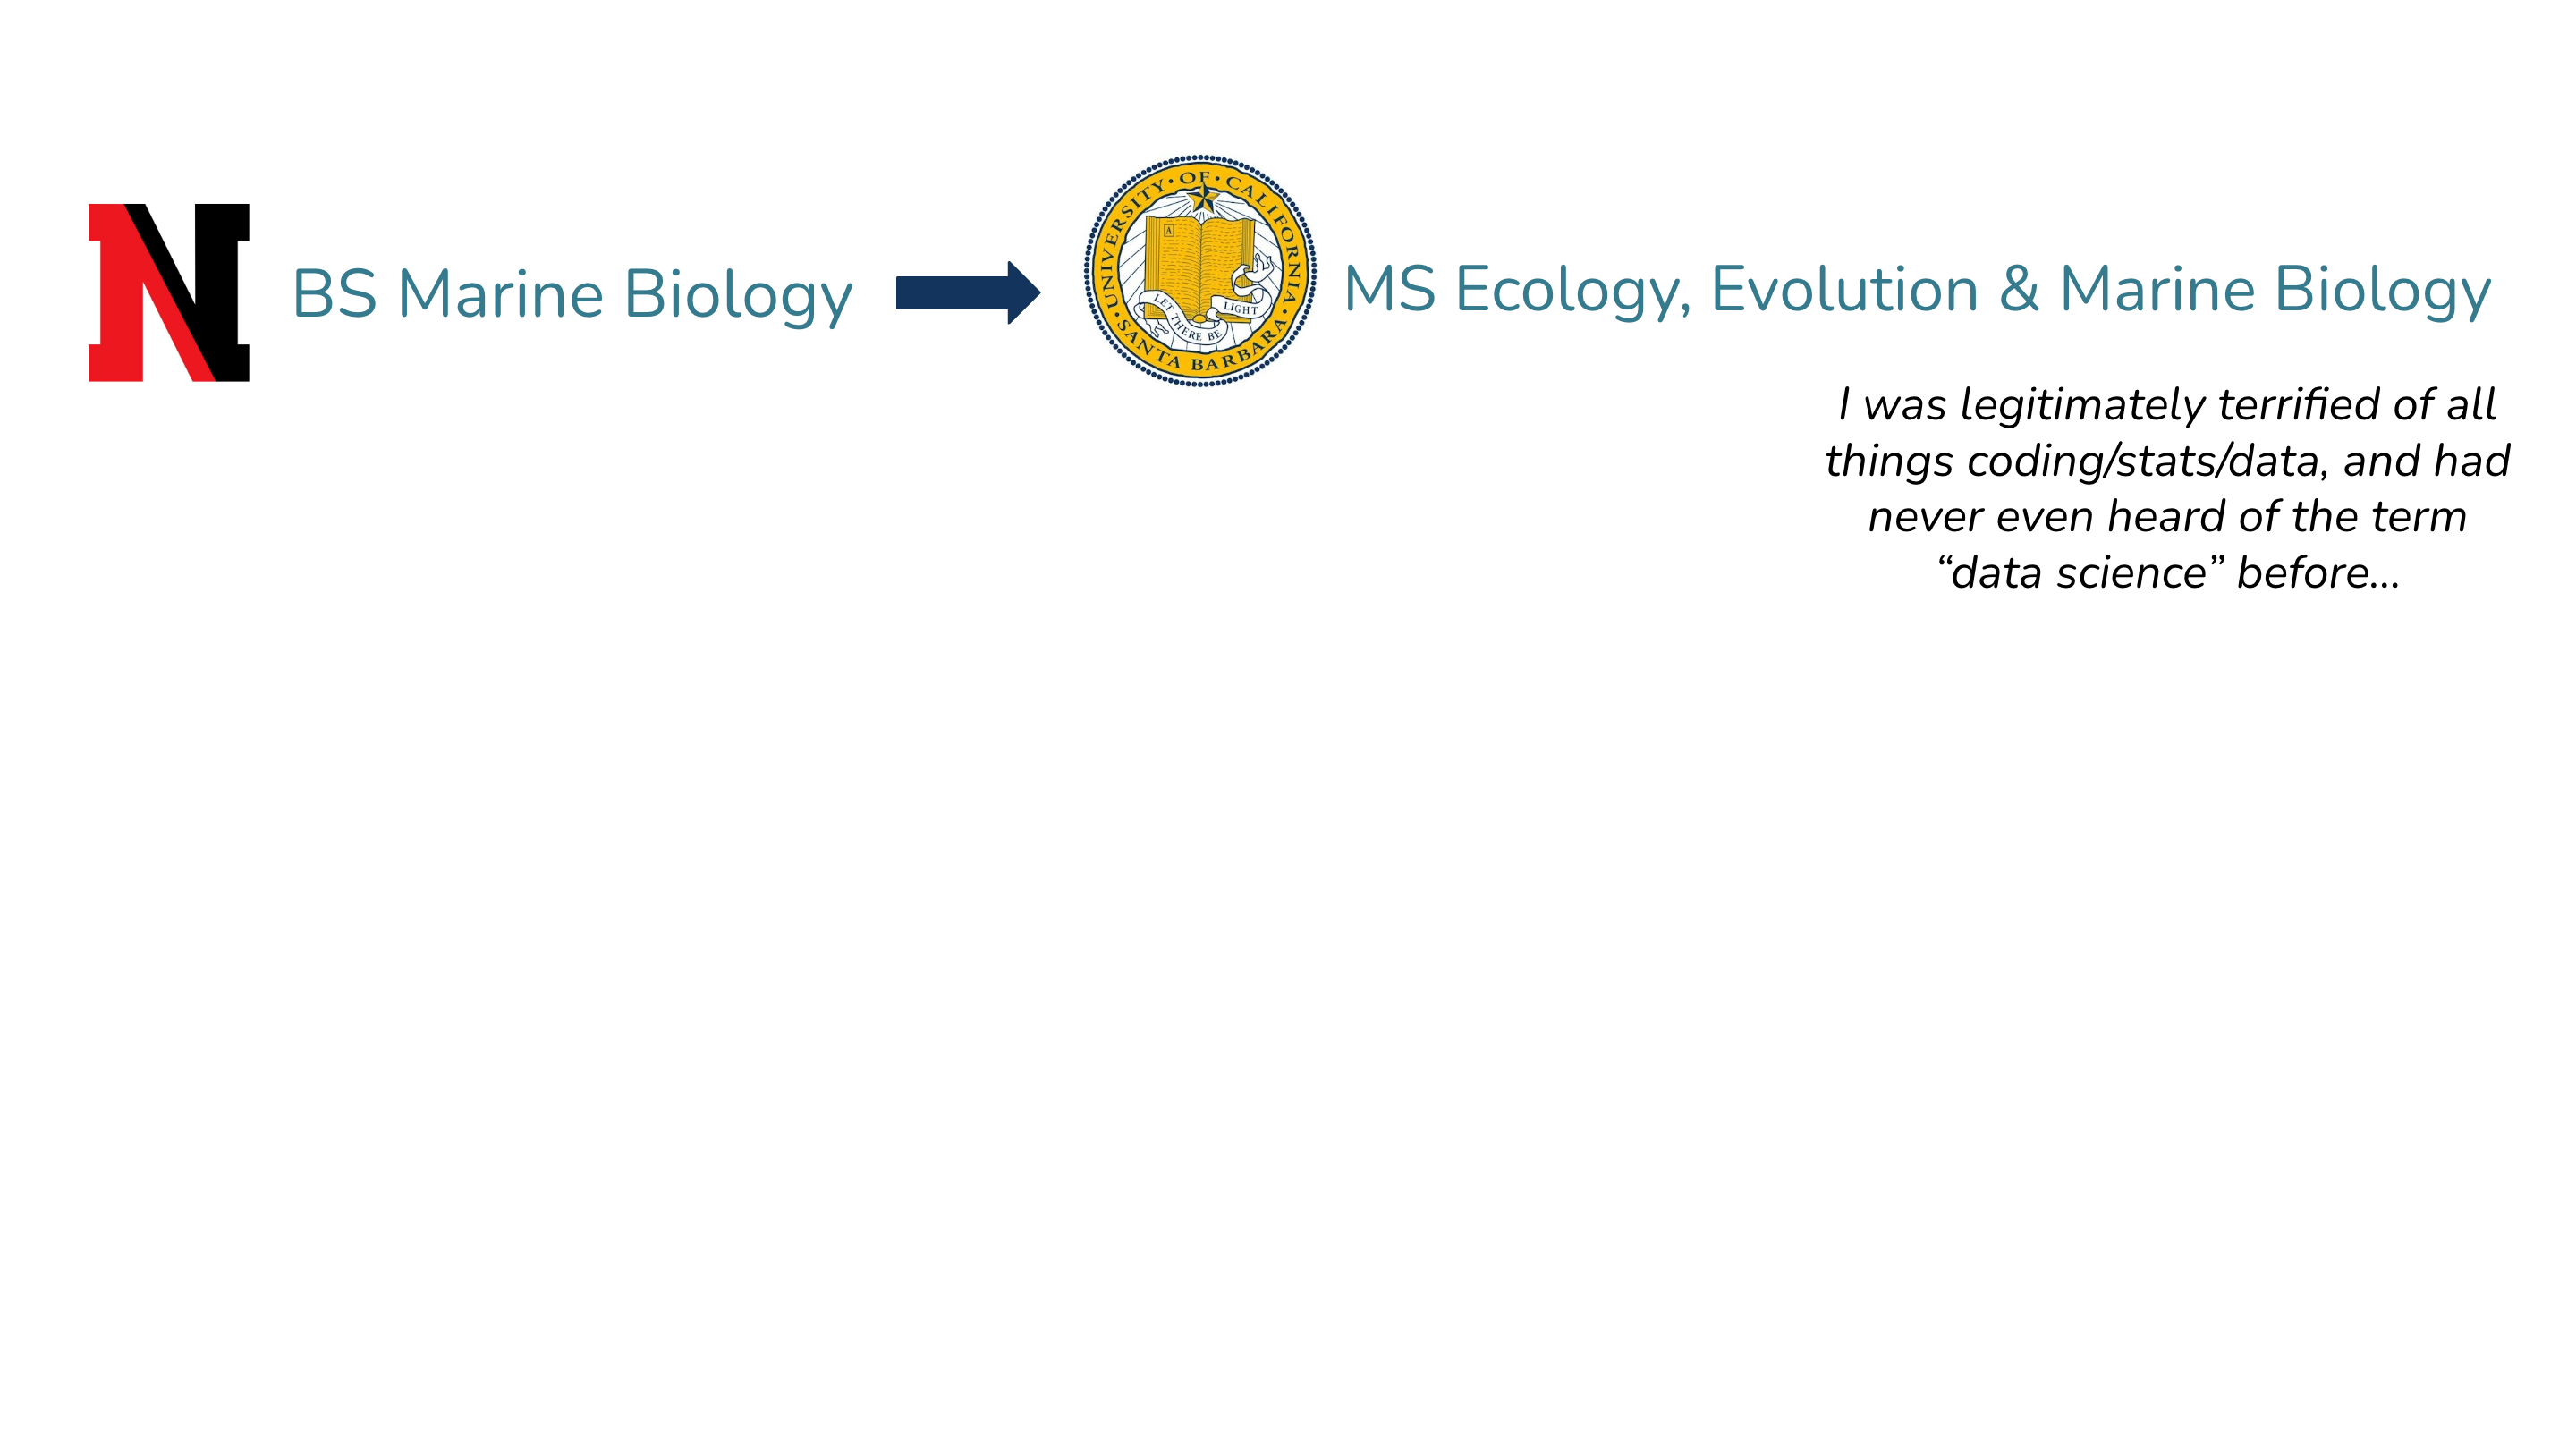 N
BS Marine Biology
UNIVERSITY • OF • CALIFORNIA • SANTA BARBARA •
A
LET THERE BE LIGHT
MS Ecology, Evolution & Marine Biology
I was legitimately terrified of all
things coding/stats/data, and had
never even heard of the term
“data science” before...